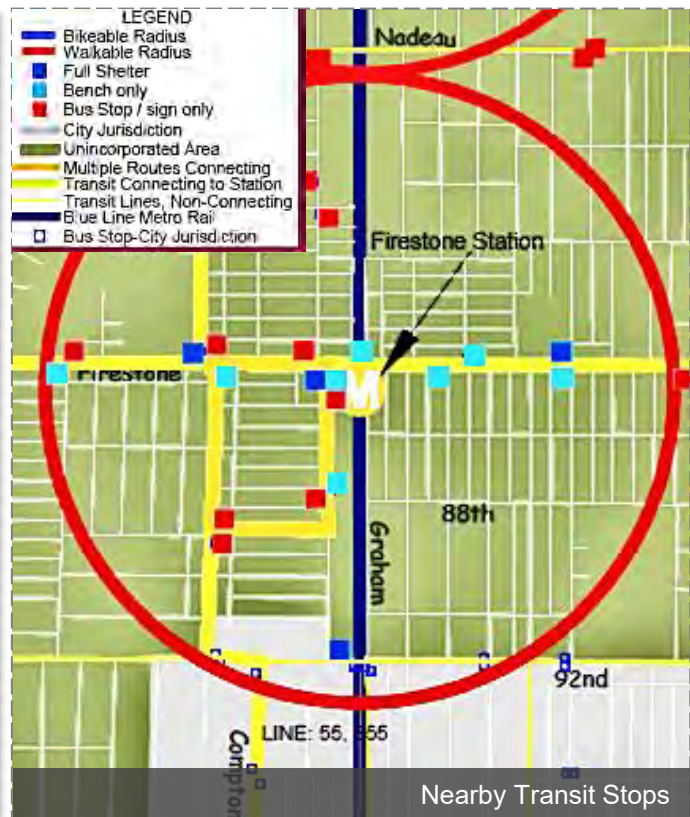 LEGEND
Bikeable Radius
Walkable Radius
Full Shelter
Bench only
Bus Stop / sign only
City Jurisdiction
Unincorporated Area
Multiple Routes Connecting
Transit Connecting to Station
Transit Lines, Non-Connecting
Blue Line Metro Rail
Bus Stop-City Jurisdiction
Nadeau
Firestone Station
Firestone
M
88th
Graham
92nd
LINE: 55,
Compton
Nearby Transit Stops